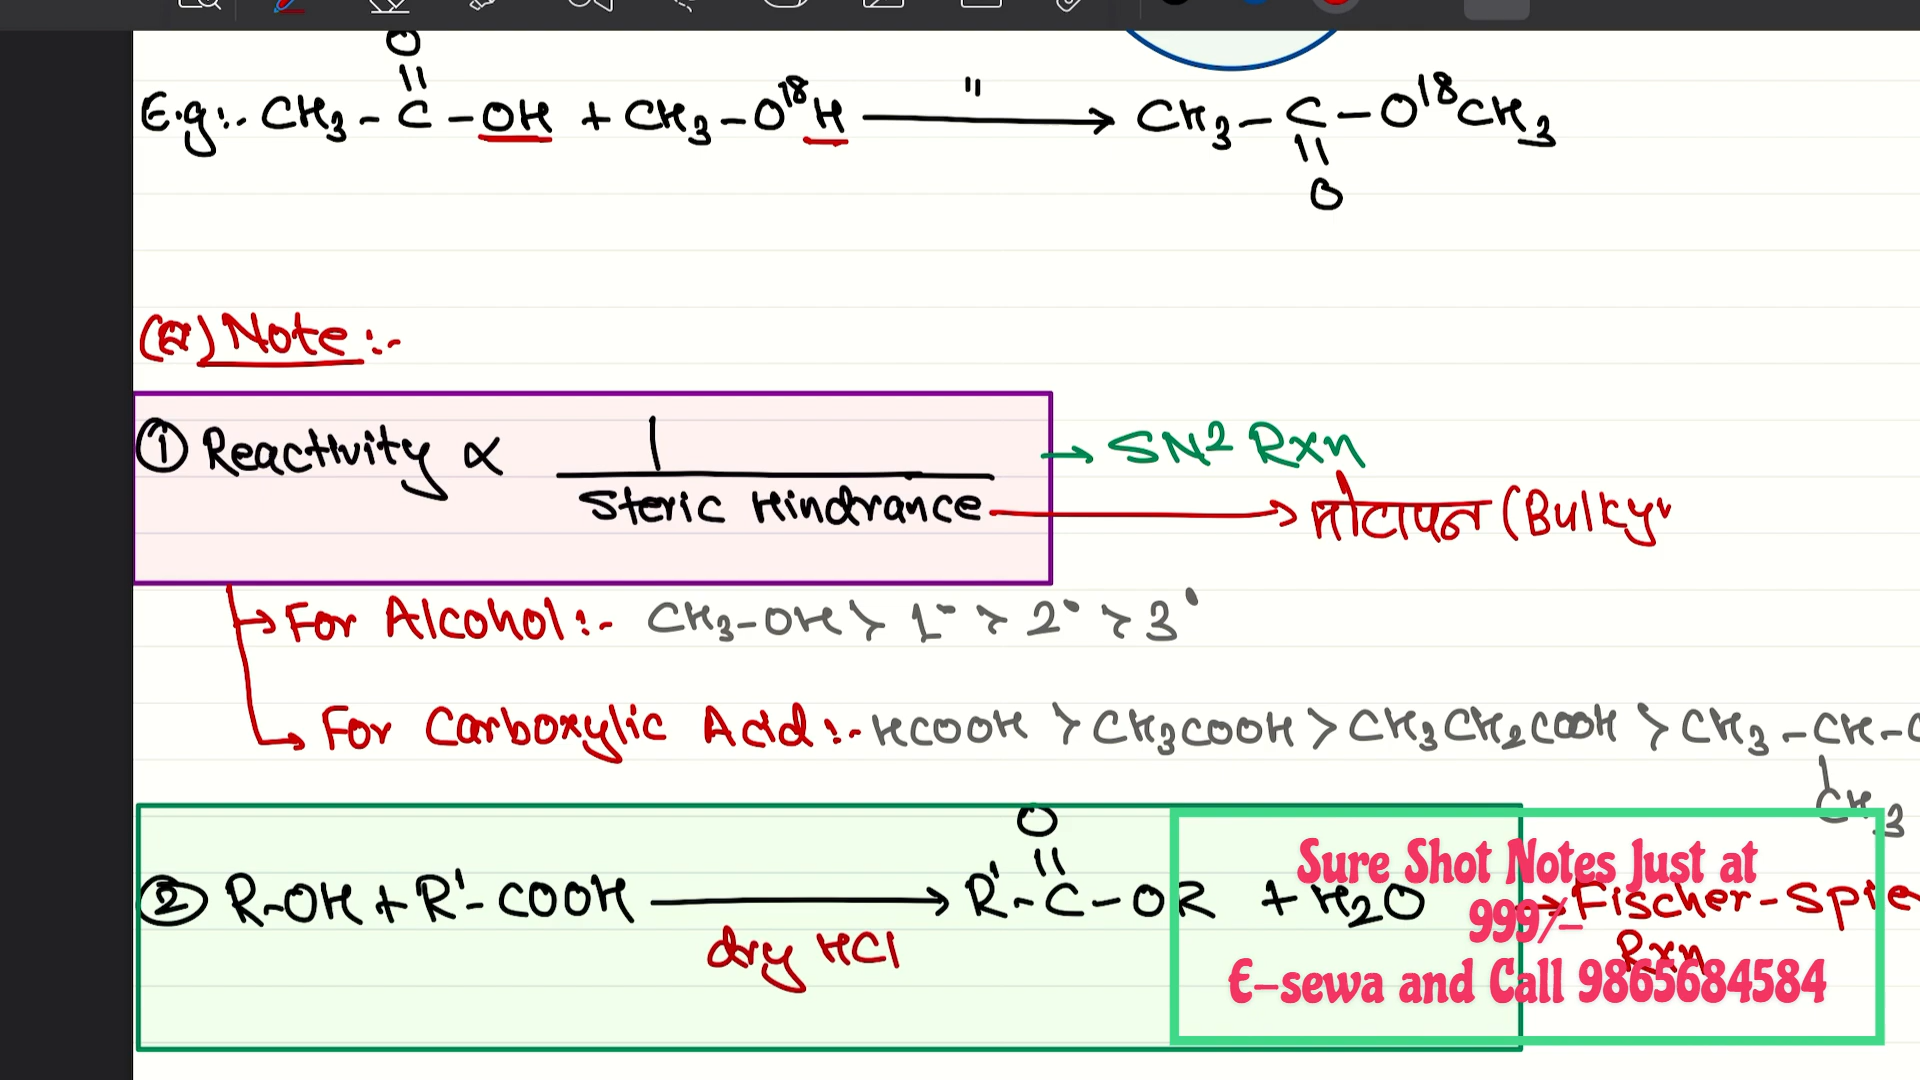 O
||
E.g:- CH₃ - C - OH + CH₃ - O¹⁸H —"—> CH₃ - C - O¹⁸CH₃
||
O
(☆) Note :-
① Reactivity ∝ 1 / Steric Hindrance → SN² Rxn
→ मोटापन (Bulky
→ For Alcohol :- CH₃-OH > 1° > 2° > 3°
→ For Carboxylic Acid :- HCOOH > CH₃COOH > CH₃CH₂COOH > CH₃ - CH - C
|
CH₃
O
||
② R-OH + R'-COOH ——> R'- C - OR + H₂O → Fischer-Spie
dry HCl
Rxn
Sure Shot Notes Just at
999/-
E-sewa and Call 9865684584